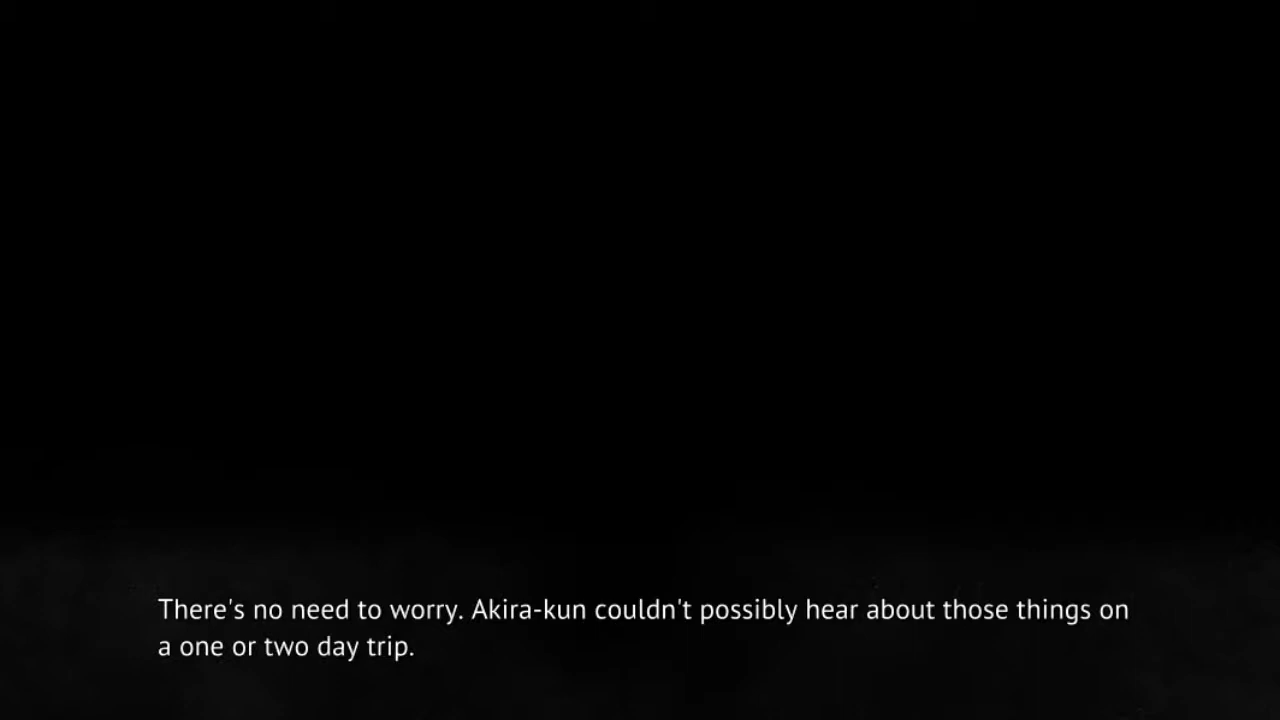 There's no need to worry. Akira-kun couldn't possibly hear about those things on
a one or two day trip.